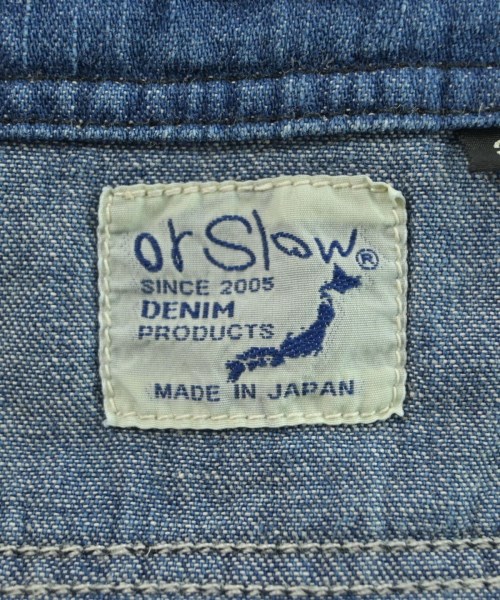 orSlow®
SINCE 2005
DENIM
PRODUCTS
MADE IN JAPAN